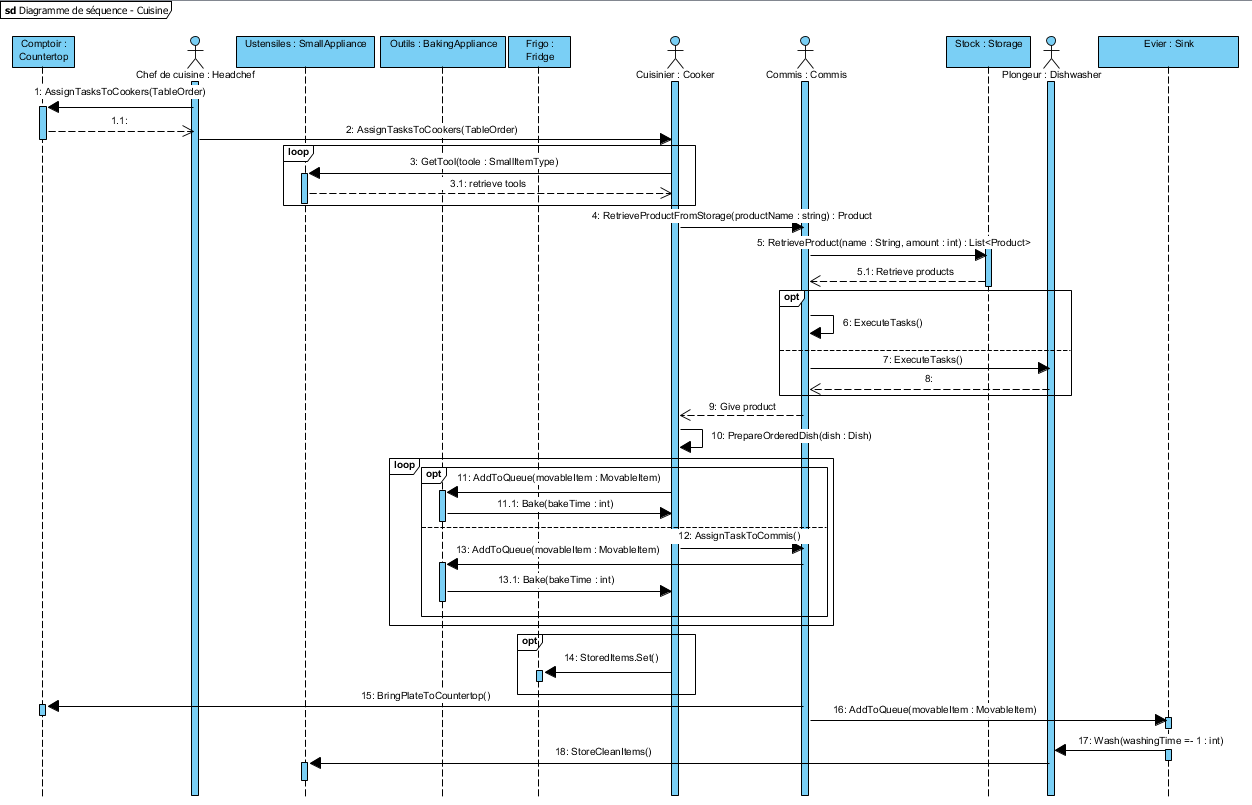 sd Diagramme de séquence - Cuisine
Comptoir :
Countertop
Chef de cuisine : Headchef
Ustensiles : SmallAppliance
Outils : BakingAppliance
Frigo :
Fridge
Cuisinier : Cooker
Commis : Commis
Stock : Storage
Plongeur : Dishwasher
Evier : Sink
1: AssignTasksToCookers(TableOrder)
1.1:
2: AssignTasksToCookers(TableOrder)
loop
3: GetTool(toole : SmallItemType)
3.1: retrieve tools
4: RetrieveProductFromStorage(productName : string) : Product
5: RetrieveProduct(name : String, amount : int) : List<Product>
5.1: Retrieve products
opt
6: ExecuteTasks()
7: ExecuteTasks()
8:
9: Give product
10: PrepareOrderedDish(dish : Dish)
loop
opt
11: AddToQueue(movableItem : MovableItem)
11.1: Bake(bakeTime : int)
12: AssignTaskToCommis()
13: AddToQueue(movableItem : MovableItem)
13.1: Bake(bakeTime : int)
opt
14: StoredItems.Set()
15: BringPlateToCountertop()
16: AddToQueue(movableItem : MovableItem)
17: Wash(washingTime =- 1 : int)
18: StoreCleanItems()